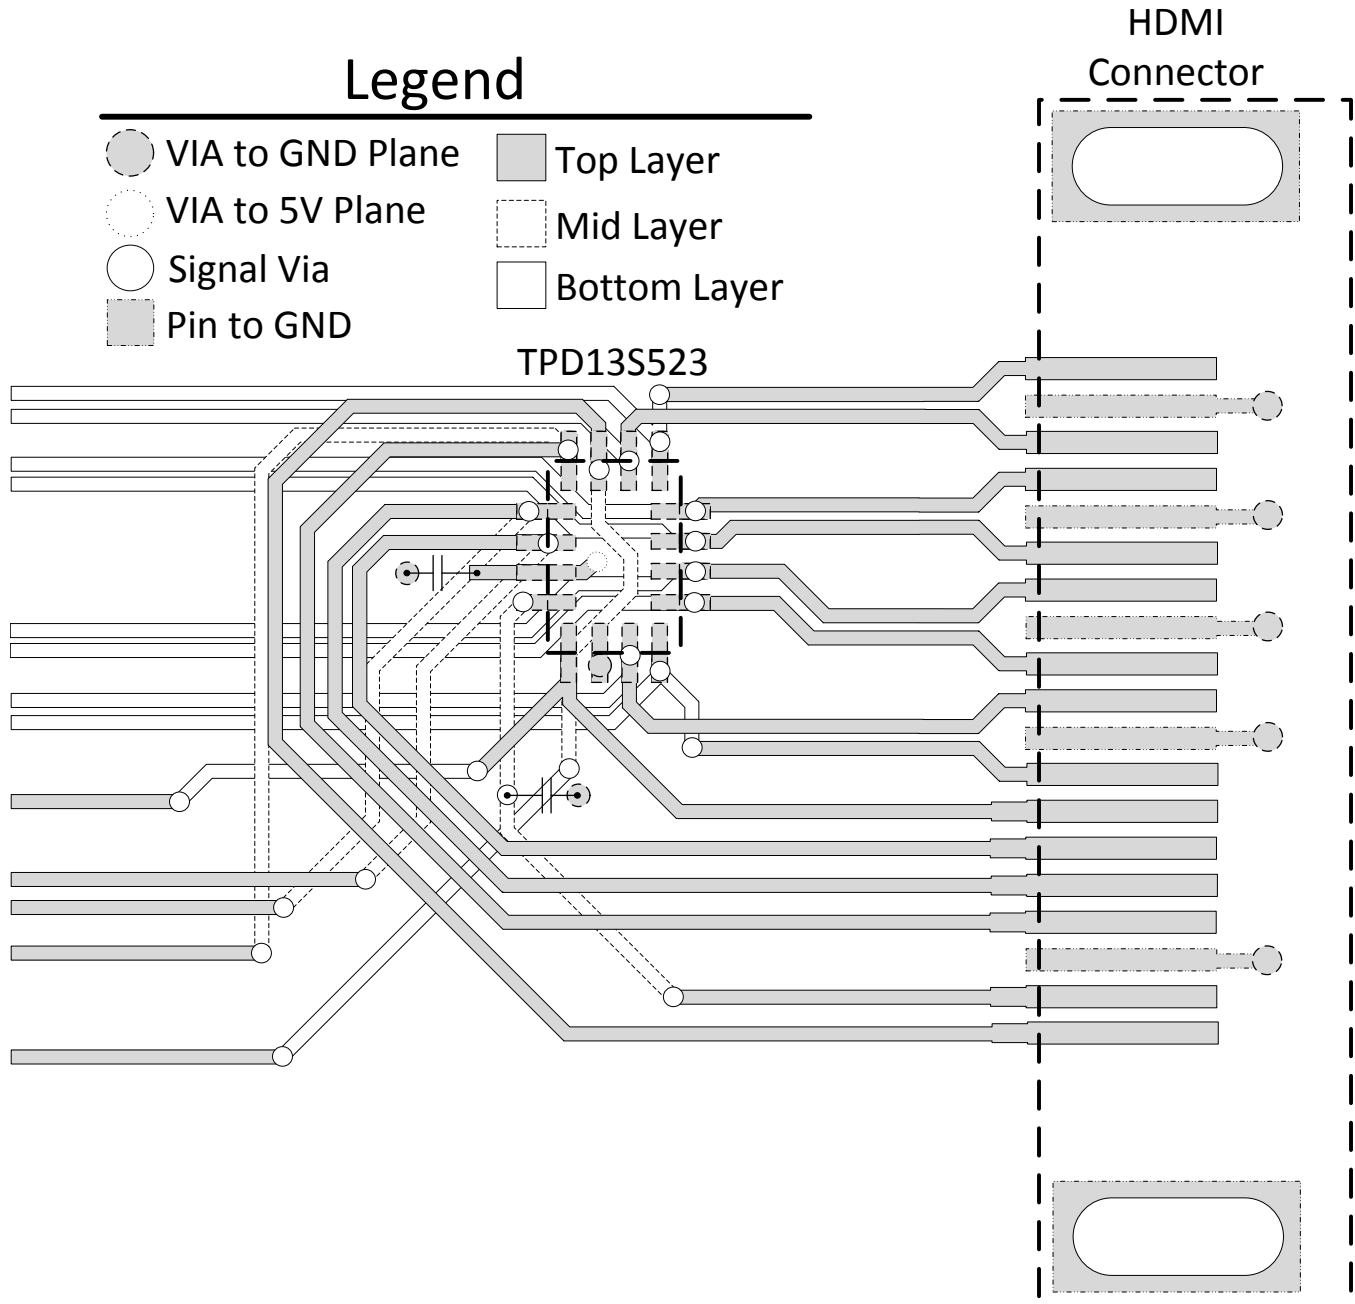 HDMI
Connector
Legend
VIA to GND Plane
VIA to 5V Plane
Signal Via
Pin to GND
Top Layer
Mid Layer
Bottom Layer
TPD13S523